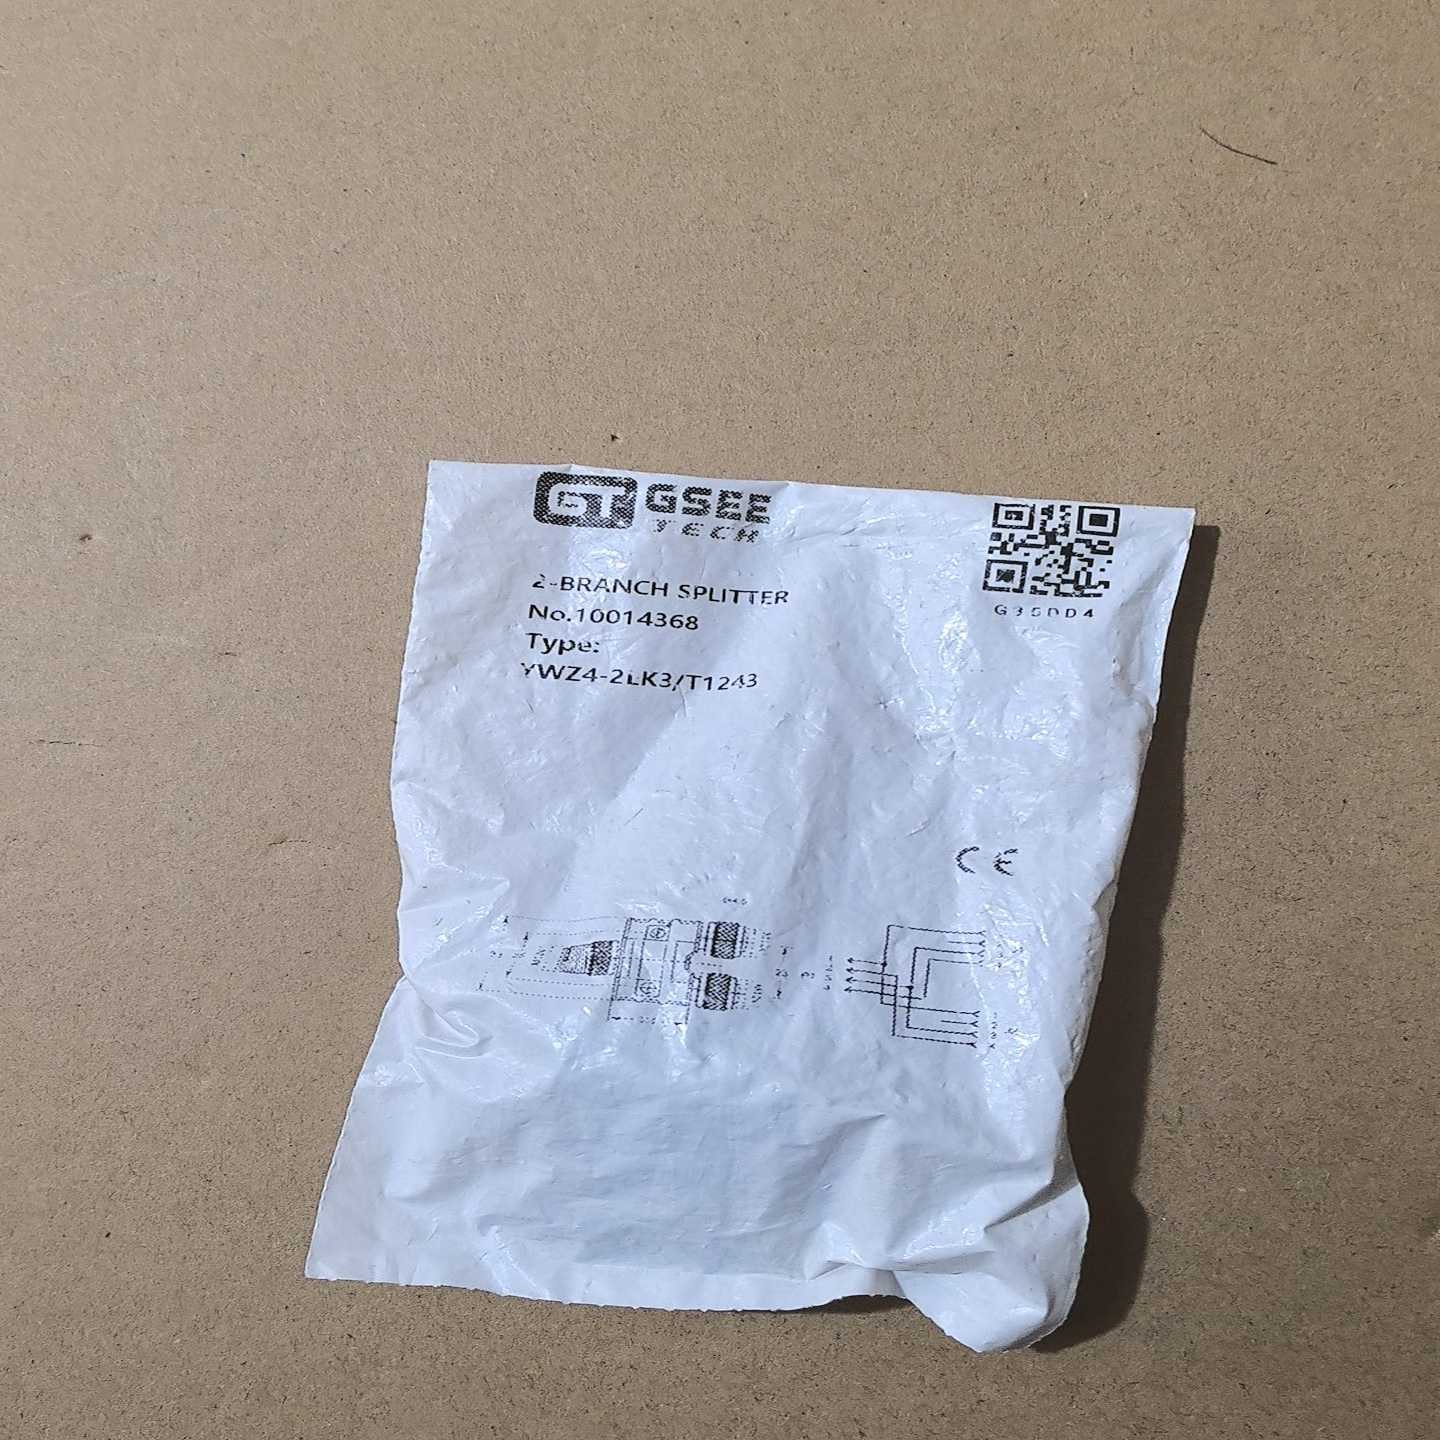 GT GSEE
TECH
2-BRANCH SPLITTER
No.10014368
Type:
YWZ4-2LK3/T1243
G35DD4
CE